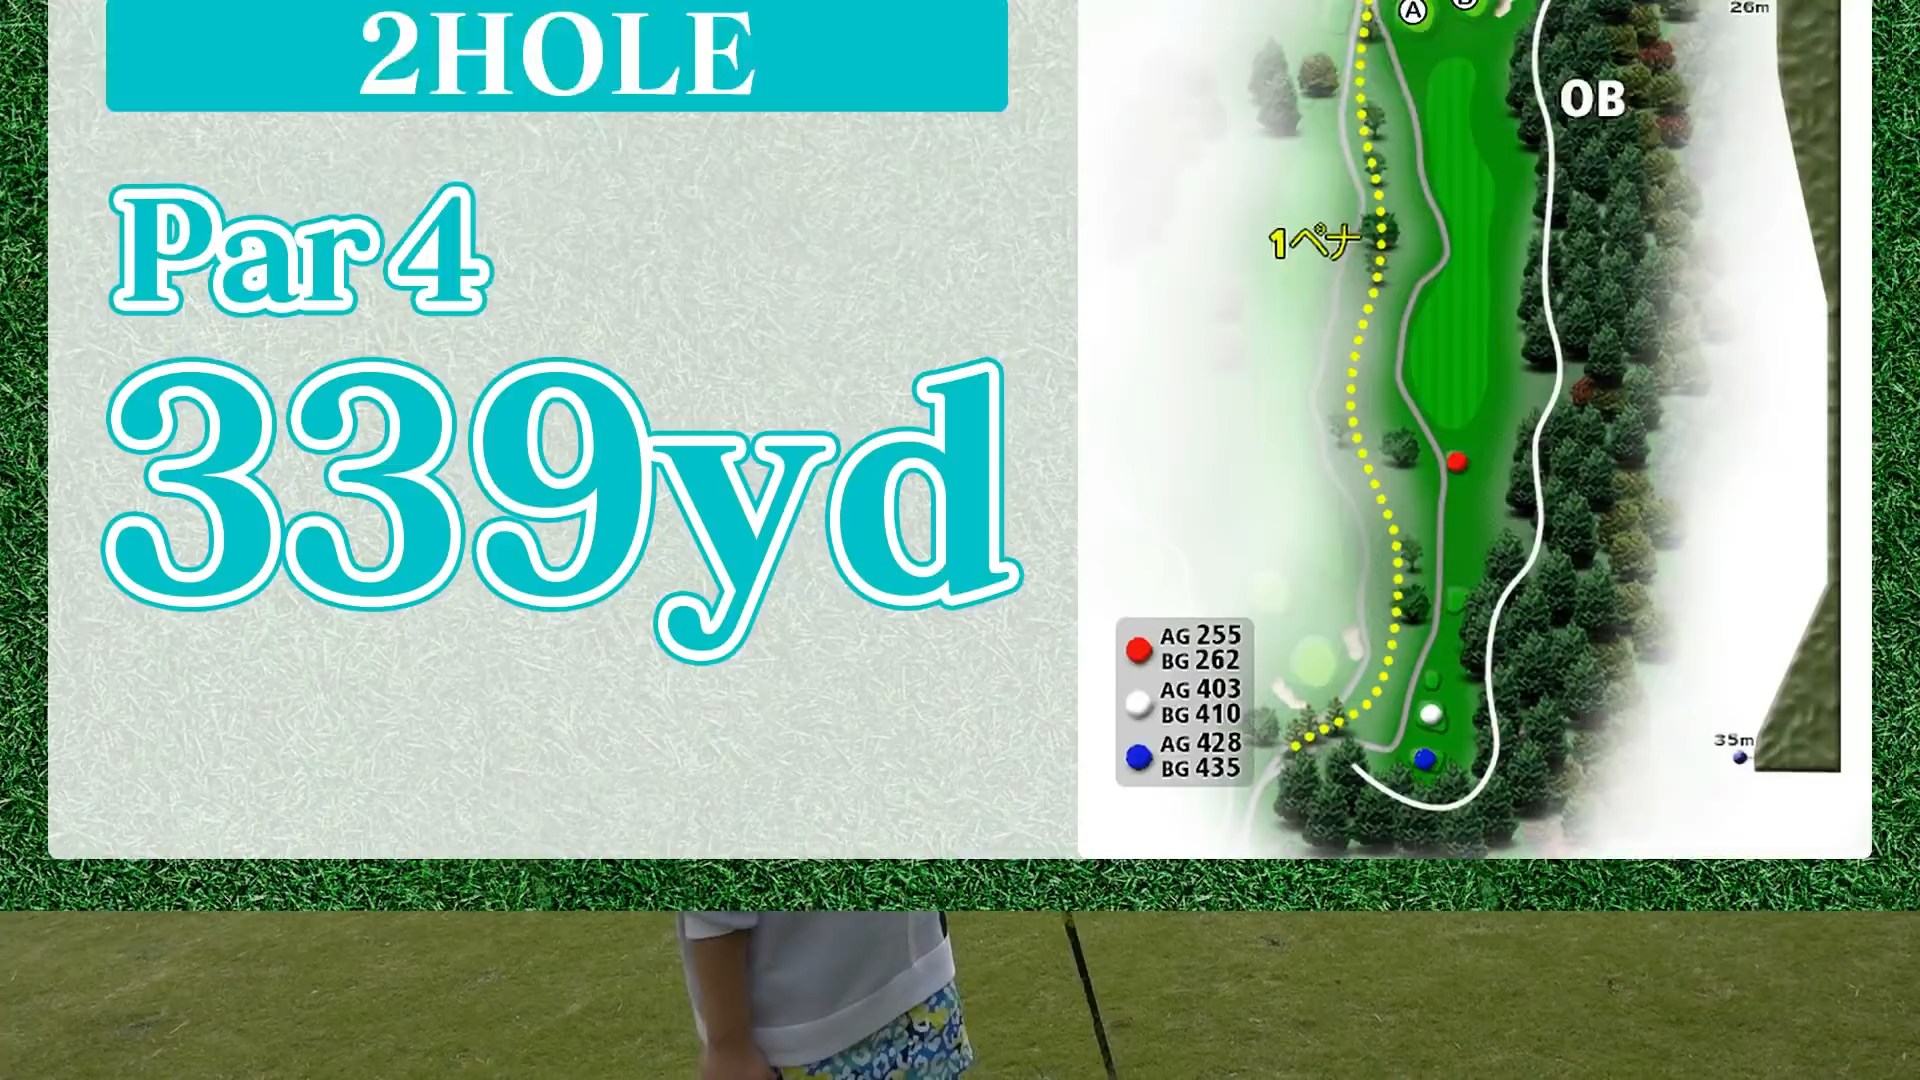 2HOLE
Par 4
339yd
A
26m
OB
1ペナ
AG 255
BG 262
AG 403
BG 410
AG 428
BG 435
35m